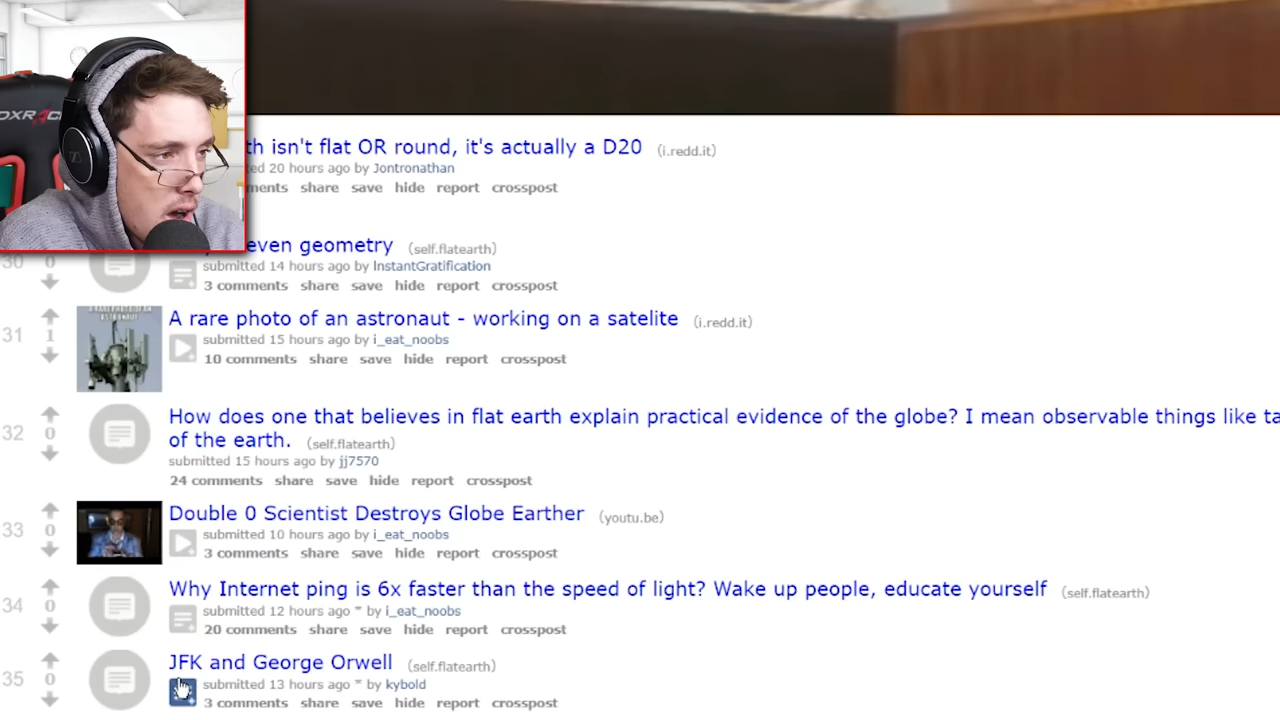 DXRAC
th isn't flat OR round, it's actually a D20 (i.redd.it)
ted 20 hours ago by Jontronathan
ments share save hide report crosspost
even geometry (self.flatearth)
30 0
submitted 14 hours ago by InstantGratification
3 comments share save hide report crosspost
A rare photo of an astronaut - working on a satelite (i.redd.it)
31 1
submitted 15 hours ago by i_eat_noobs
10 comments share save hide report crosspost
How does one that believes in flat earth explain practical evidence of the globe? I mean observable things like ta
32 0
of the earth. (self.flatearth)
submitted 15 hours ago by jj7570
24 comments share save hide report crosspost
Double 0 Scientist Destroys Globe Earther (youtu.be)
33 0
submitted 10 hours ago by i_eat_noobs
3 comments share save hide report crosspost
Why Internet ping is 6x faster than the speed of light? Wake up people, educate yourself (self.flatearth)
34 0
submitted 12 hours ago * by i_eat_noobs
20 comments share save hide report crosspost
JFK and George Orwell (self.flatearth)
35 0
submitted 13 hours ago * by kybold
3 comments share save hide report crosspost